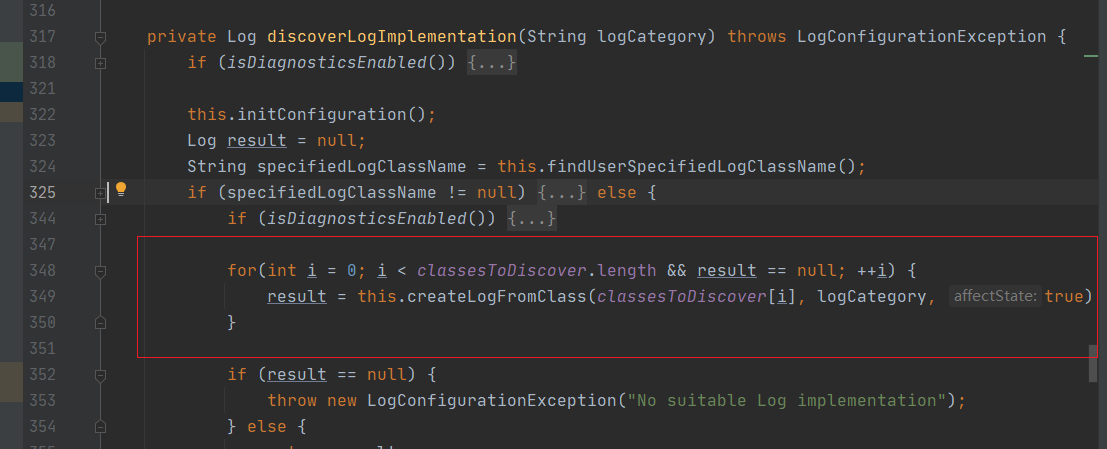 316
317 private Log discoverLogImplementation(String logCategory) throws LogConfigurationException {
318 if (isDiagnosticsEnabled()) {...}
321
322 this.initConfiguration();
323 Log result = null;
324 String specifiedLogClassName = this.findUserSpecifiedLogClassName();
325 if (specifiedLogClassName != null) {...} else {
344 if (isDiagnosticsEnabled()) {...}
347
348 for(int i = 0; i < classesToDiscover.length && result == null; ++i) {
349 result = this.createLogFromClass(classesToDiscover[i], logCategory, affectState: true)
350 }
351
352 if (result == null) {
353 throw new LogConfigurationException("No suitable Log implementation");
354 } else {